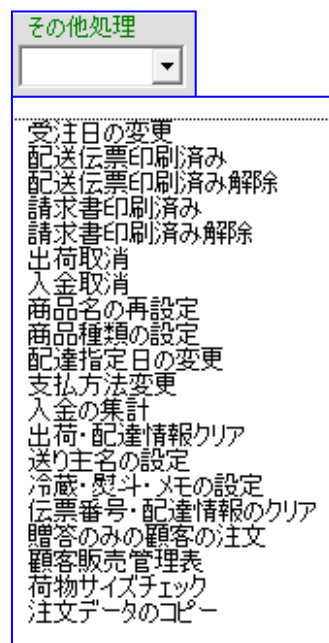 その他処理
受注日の変更
配送伝票印刷済み
配送伝票印刷済み解除
請求書印刷済み
請求書印刷済み解除
出荷取消
入金取消
商品名の再設定
商品種類の設定
配達指定日の変更
支払方法変更
入金の集計
出荷・配達情報クリア
送り主名の設定
冷蔵・熨斗・メモの設定
伝票番号・配達情報のクリア
贈答のみの顧客の注文
顧客販売管理表
荷物サイズチェック
注文データのコピー